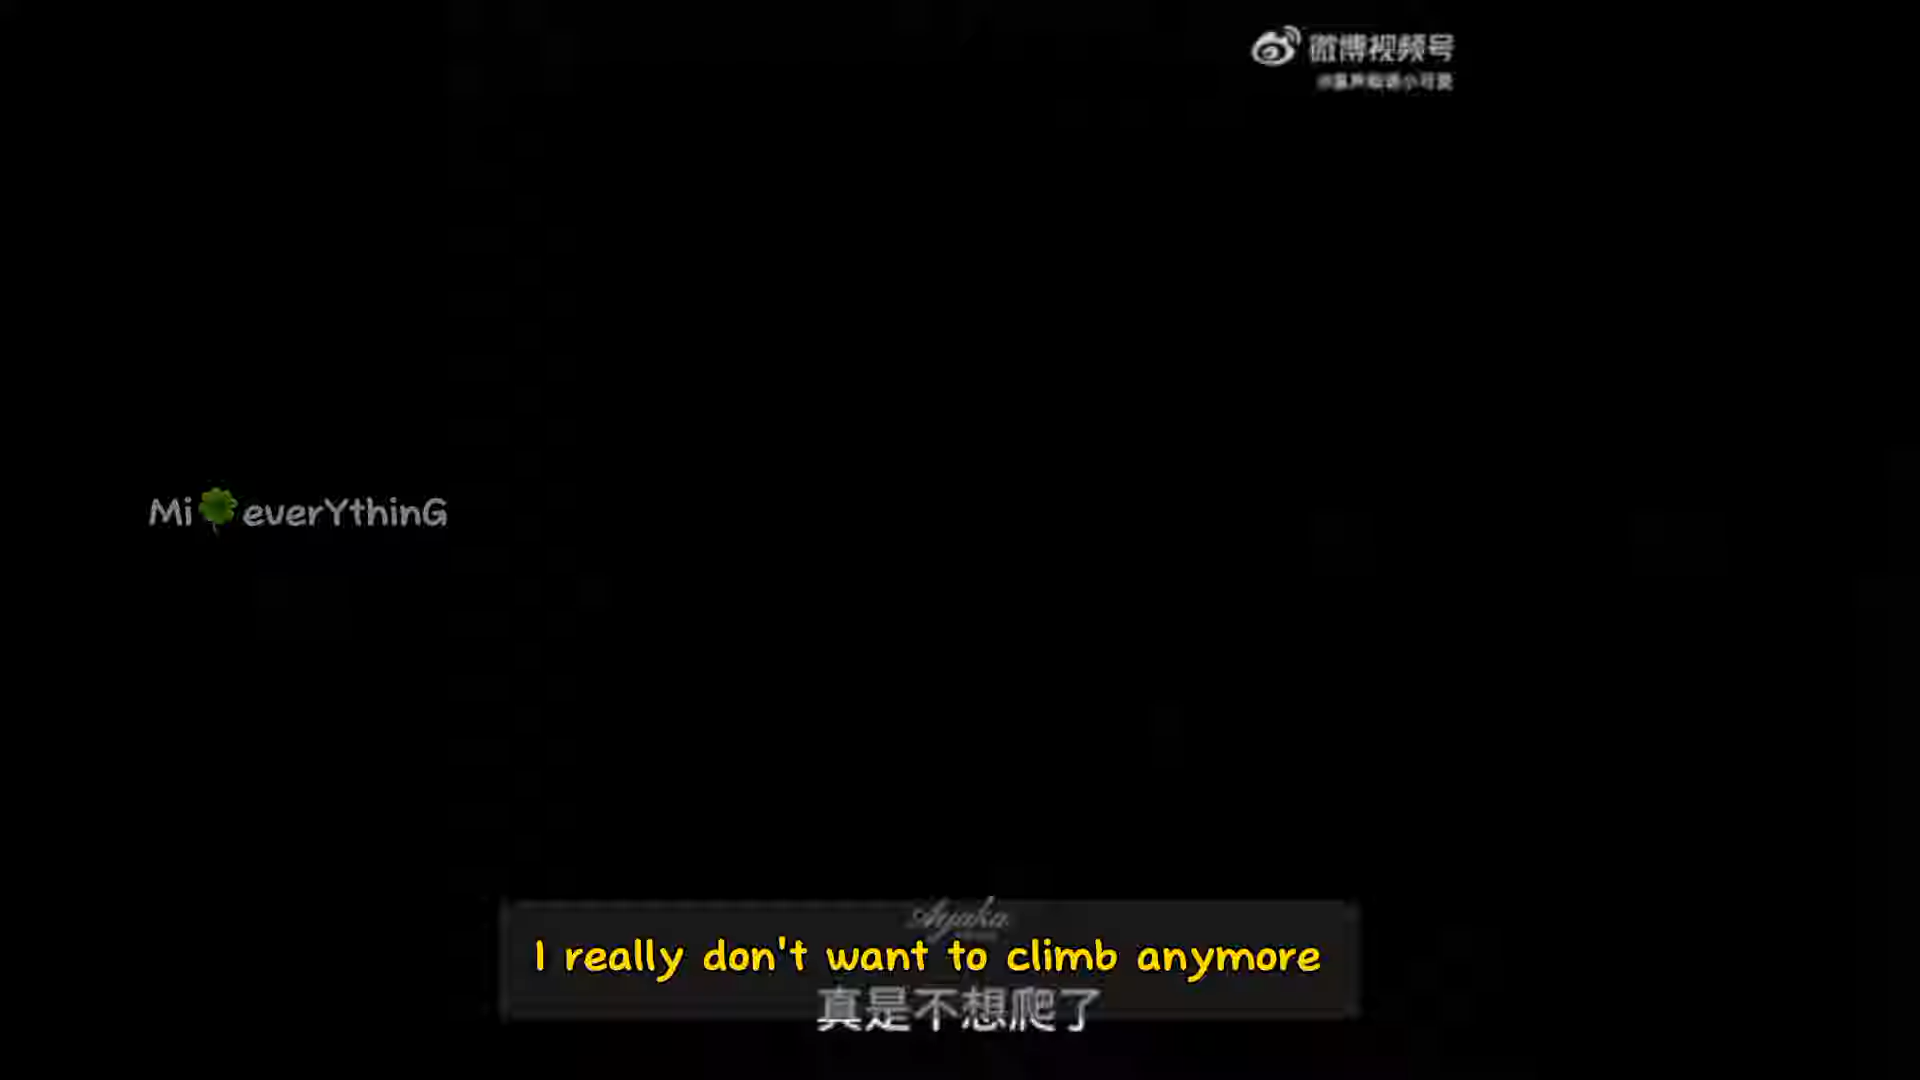 微博视频号
Mi🍀everYthinG
Ayaka
I really don't want to climb anymore
真是不想爬了